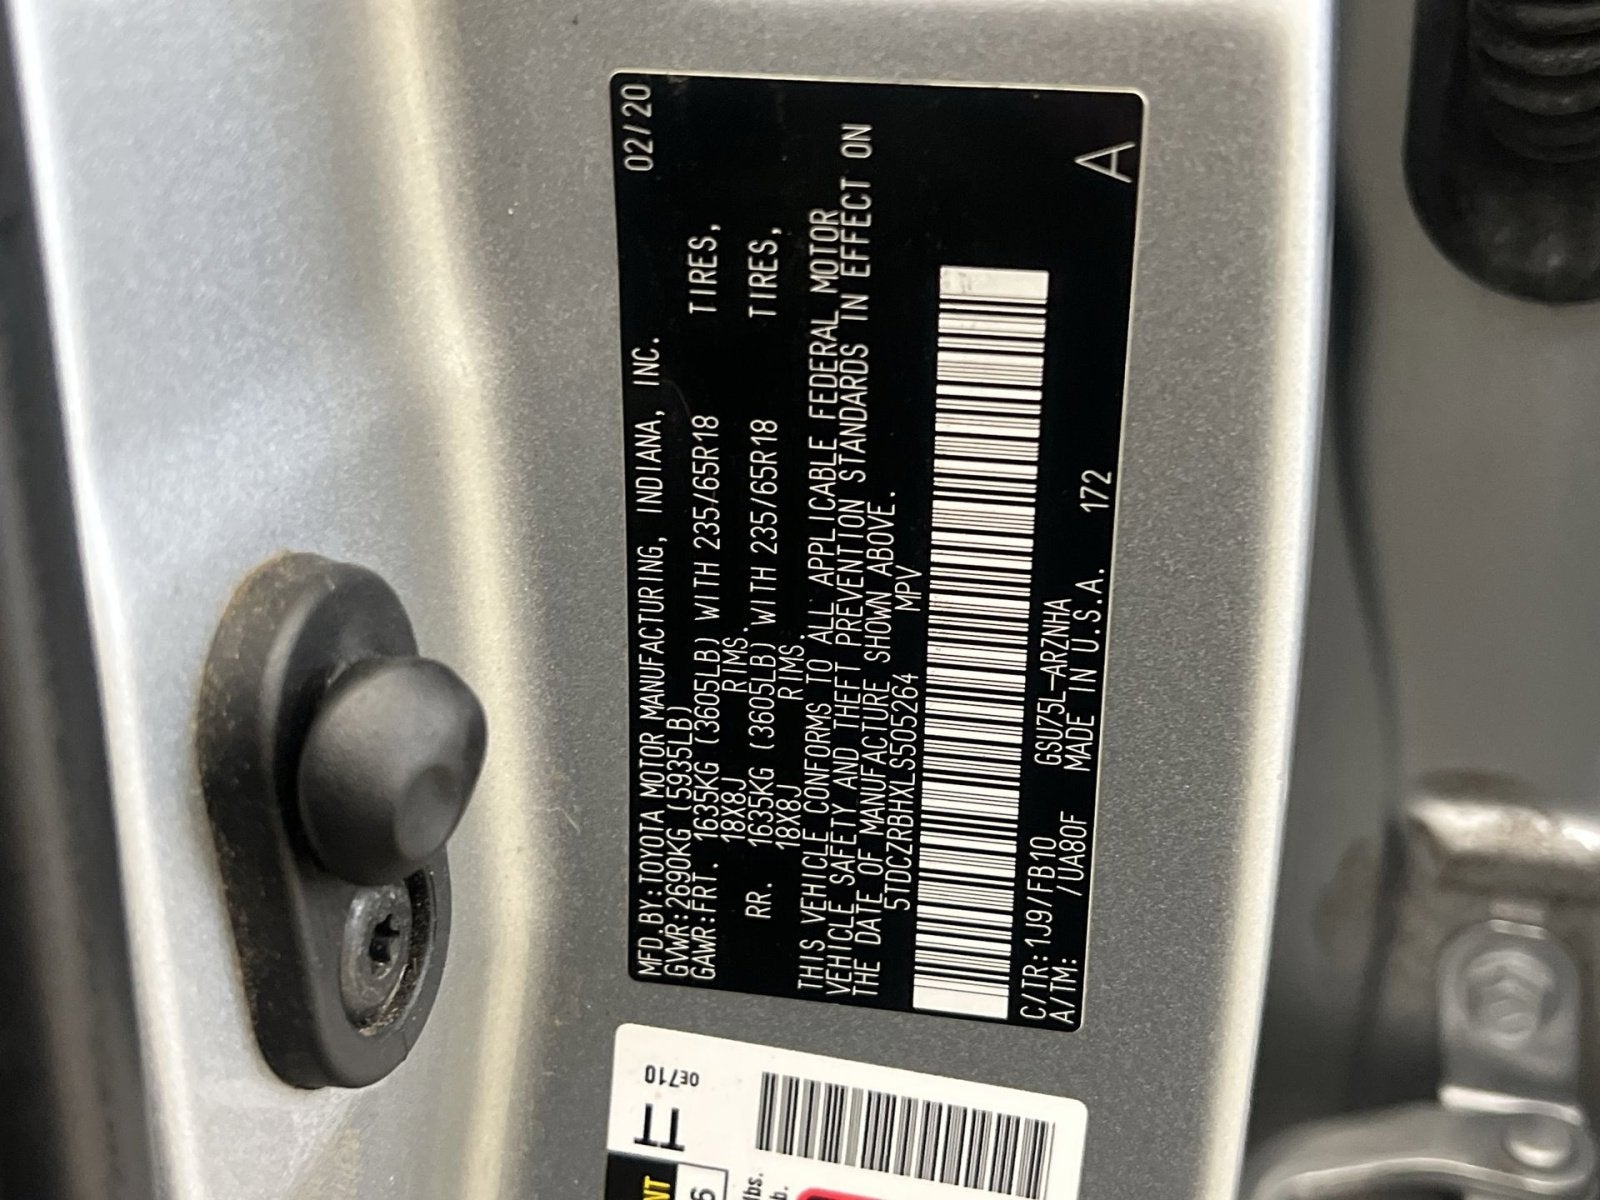 MFD.BY:TOYOTA MOTOR MANUFACTURING, INDIANA, INC. 02/20
GVWR:2690KG(5935LB)
GAWR:FRT. 1635KG (3605LB) WITH 235/65R18 TIRES,
18X8J RIMS.
RR. 1635KG (3605LB) WITH 235/65R18 TIRES,
18X8J RIMS.
THIS VEHICLE CONFORMS TO ALL APPLICABLE FEDERAL MOTOR
VEHICLE SAFETY AND THEFT PREVENTION STANDARDS IN EFFECT ON
THE DATE OF MANUFACTURE SHOWN ABOVE.
5TDCZRBHXLS505264 MPV
C/TR:1J9/FB10 GSU75L-ARZNHA
A/TM: /UA80F MADE IN U.S.A. 172 A
0E710